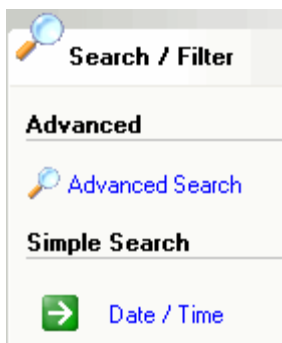 Search / Filter
Advanced
Advanced Search
Simple Search
Date / Time